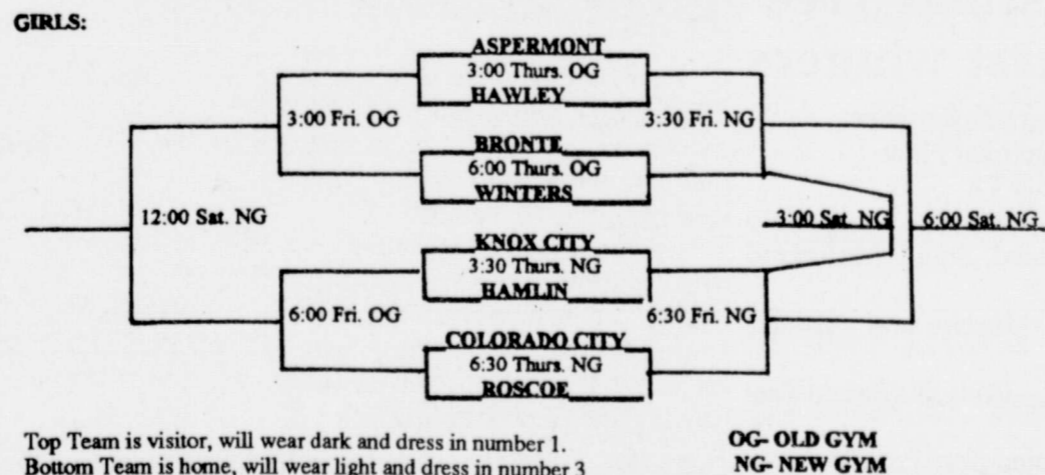 GIRLS:
ASPERMONT
3:00 Thurs. OG
HAWLEY
3:00 Fri. OG
3:30 Fri. NG
BRONTE
6:00 Thurs. OG
WINTERS
12:00 Sat. NG
3:00 Sat. NG
6:00 Sat. NG
KNOX CITY
3:30 Thurs. NG
HAMLIN
6:00 Fri. OG
6:30 Fri. NG
COLORADO CITY
6:30 Thurs. NG
ROSCOE
Top Team is visitor, will wear dark and dress in number 1.
Bottom Team is home, will wear light and dress in number 3
OG- OLD GYM
NG- NEW GYM